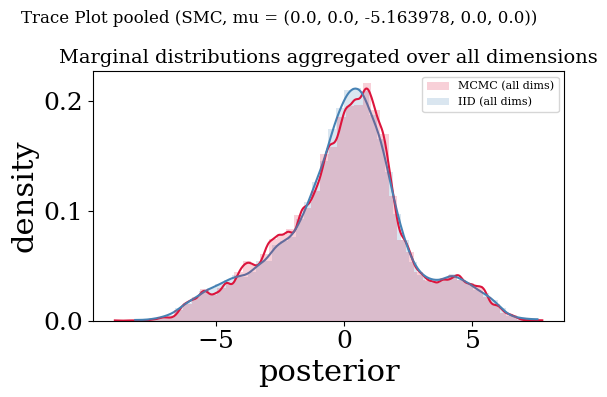 Trace Plot pooled (SMC, mu = (0.0, 0.0, -5.163978, 0.0, 0.0))
Marginal distributions aggregated over all dimensions
MCMC (all dims)
IID (all dims)
density
0.2
0.1
0.0
−5
0
5
posterior